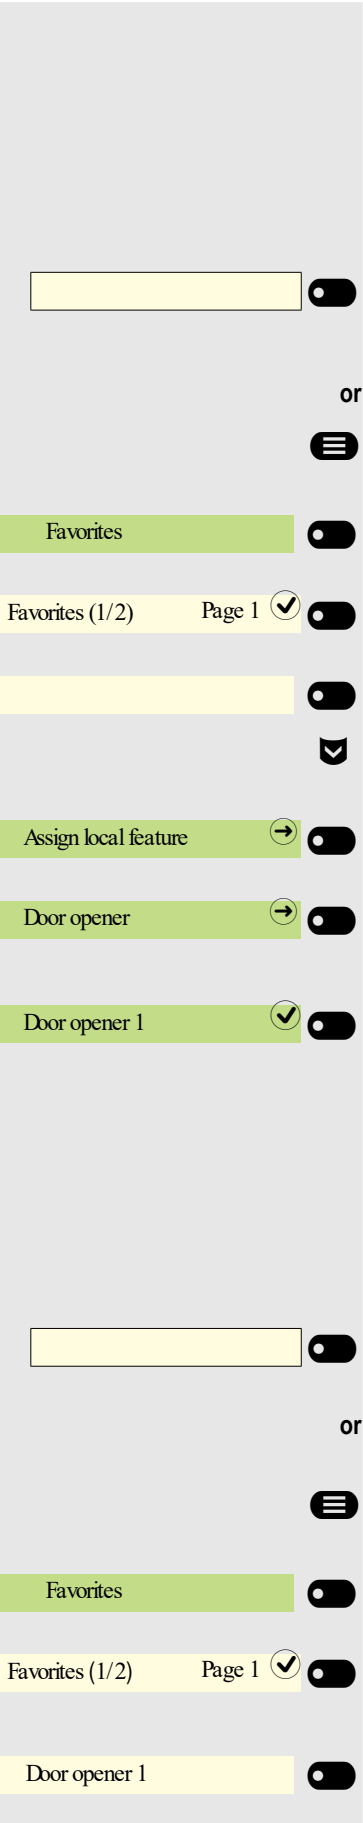 or
Favorites
Favorites (1/2) Page 1
Assign local feature
Door opener
Door opener 1
or
Favorites
Favorites (1/2) Page 1
Door opener 1